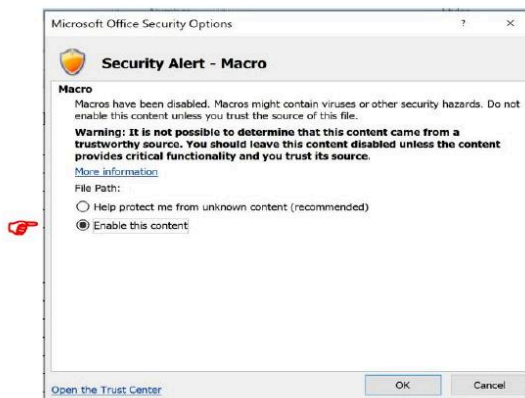 Microsoft Office Security Options ? ×
Security Alert - Macro
Macro
Macros have been disabled. Macros might contain viruses or other security hazards. Do not
enable this content unless you trust the source of this file.
Warning: It is not possible to determine that this content came from a
trustworthy source. You should leave this content disabled unless the content
provides critical functionality and you trust its source.
More information
File Path:
Help protect me from unknown content (recommended)
Enable this content
Open the Trust Center
OK
Cancel